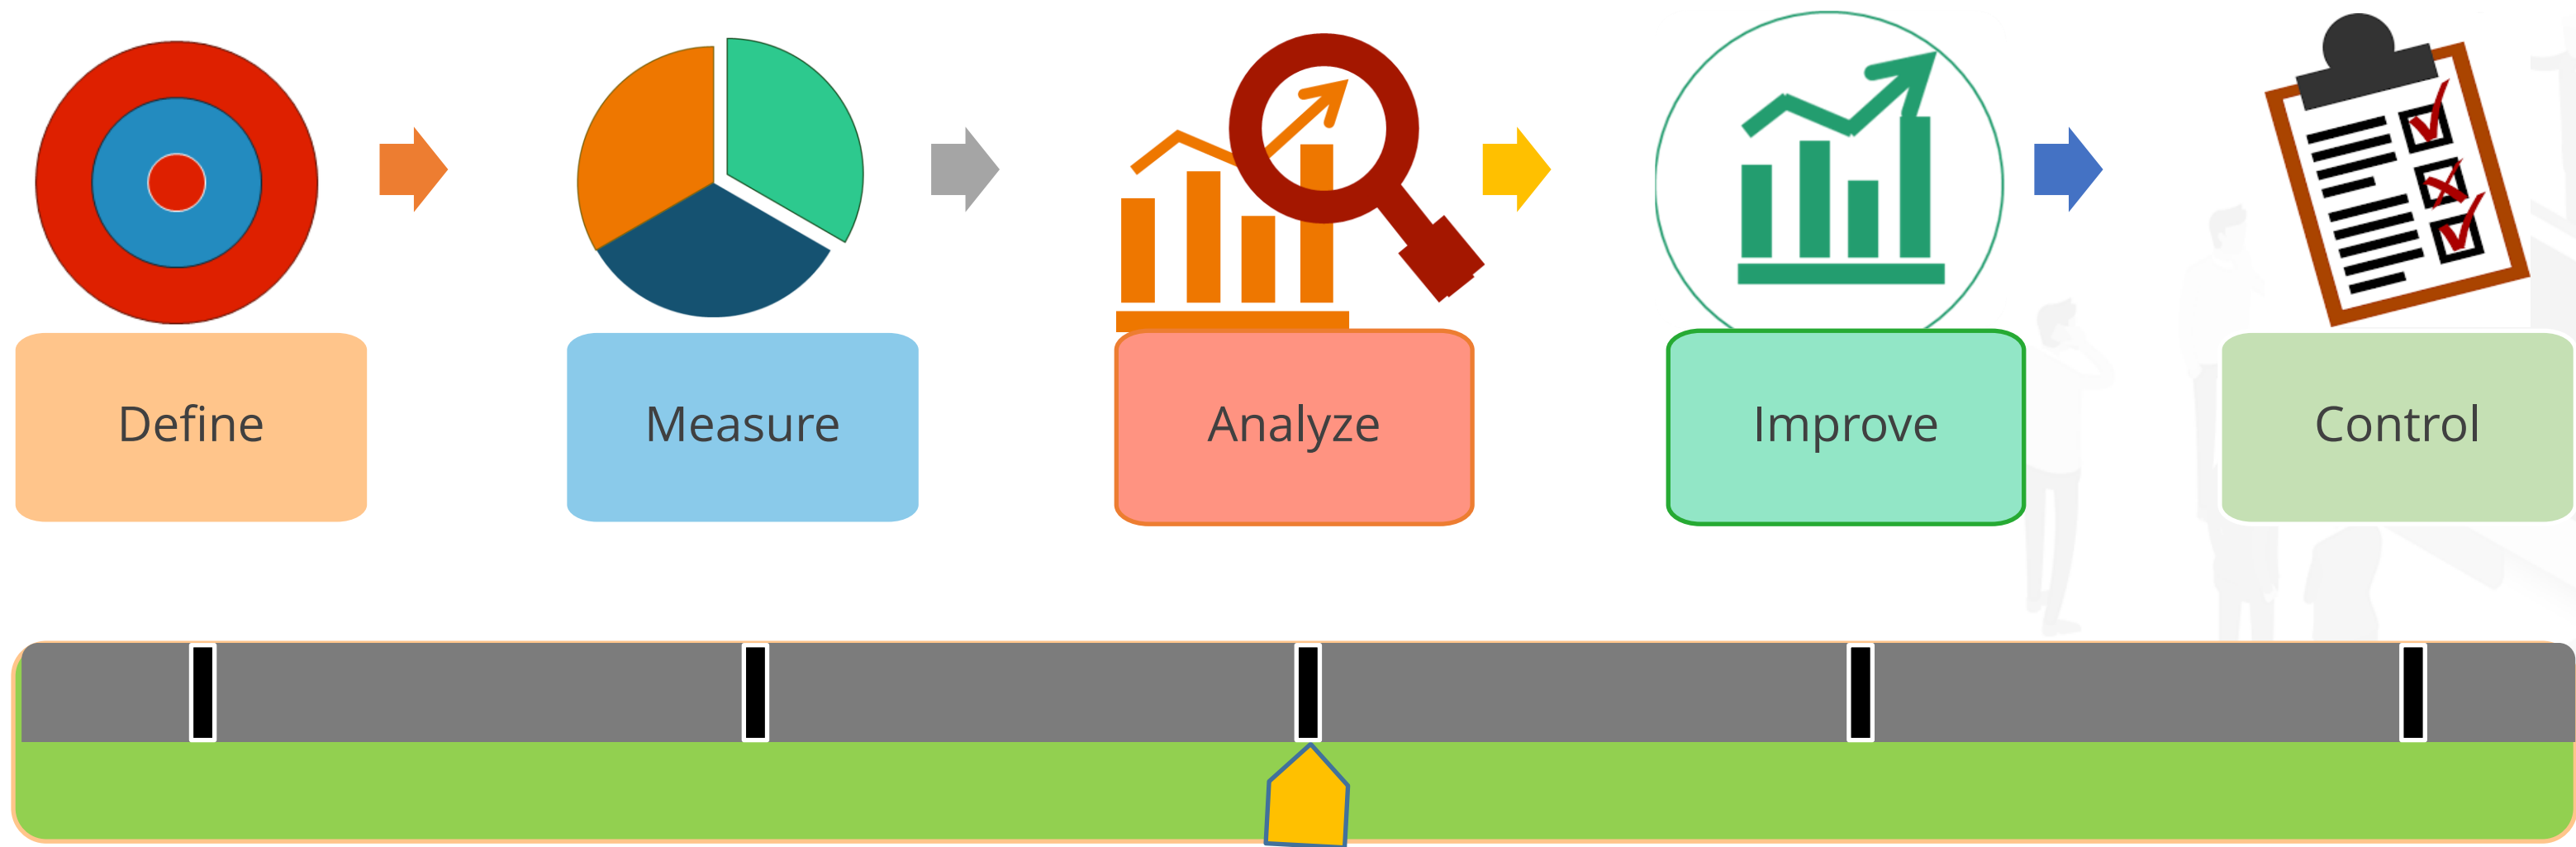 Define
Measure
Analyze
Improve
Control